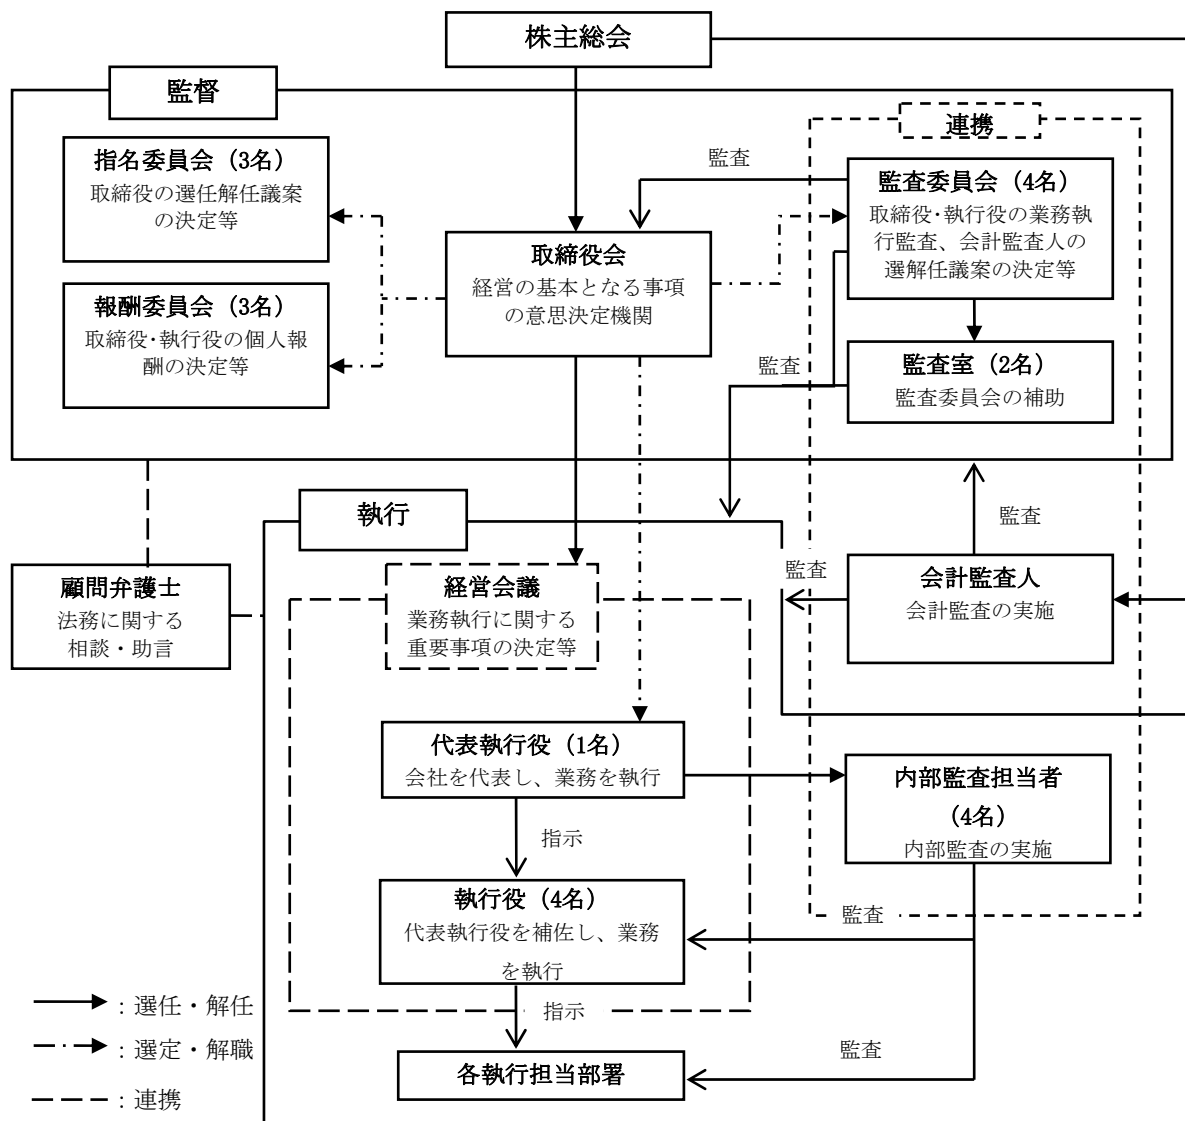 株主総会
監督
連携
指名委員会（3名）
取締役の選任解任議案
の決定等
監査
監査委員会（4名）
取締役・執行役の業務執
行監査、会計監査人の
選解任議案の決定等
取締役会
経営の基本となる事項
の意思決定機関
報酬委員会（3名）
取締役・執行役の個人報
酬の決定等
監査
監査室（2名）
監査委員会の補助
執行
監査
顧問弁護士
法務に関する
相談・助言
経営会議
業務執行に関する
重要事項の決定等
監査
会計監査人
会計監査の実施
代表執行役（1名）
会社を代表し、業務を執行
内部監査担当者
（4名）
内部監査の実施
指示
執行役（4名）
代表執行役を補佐し、業務
を執行
監査
指示
各執行担当部署
監査
：選任・解任
：選定・解職
：連携